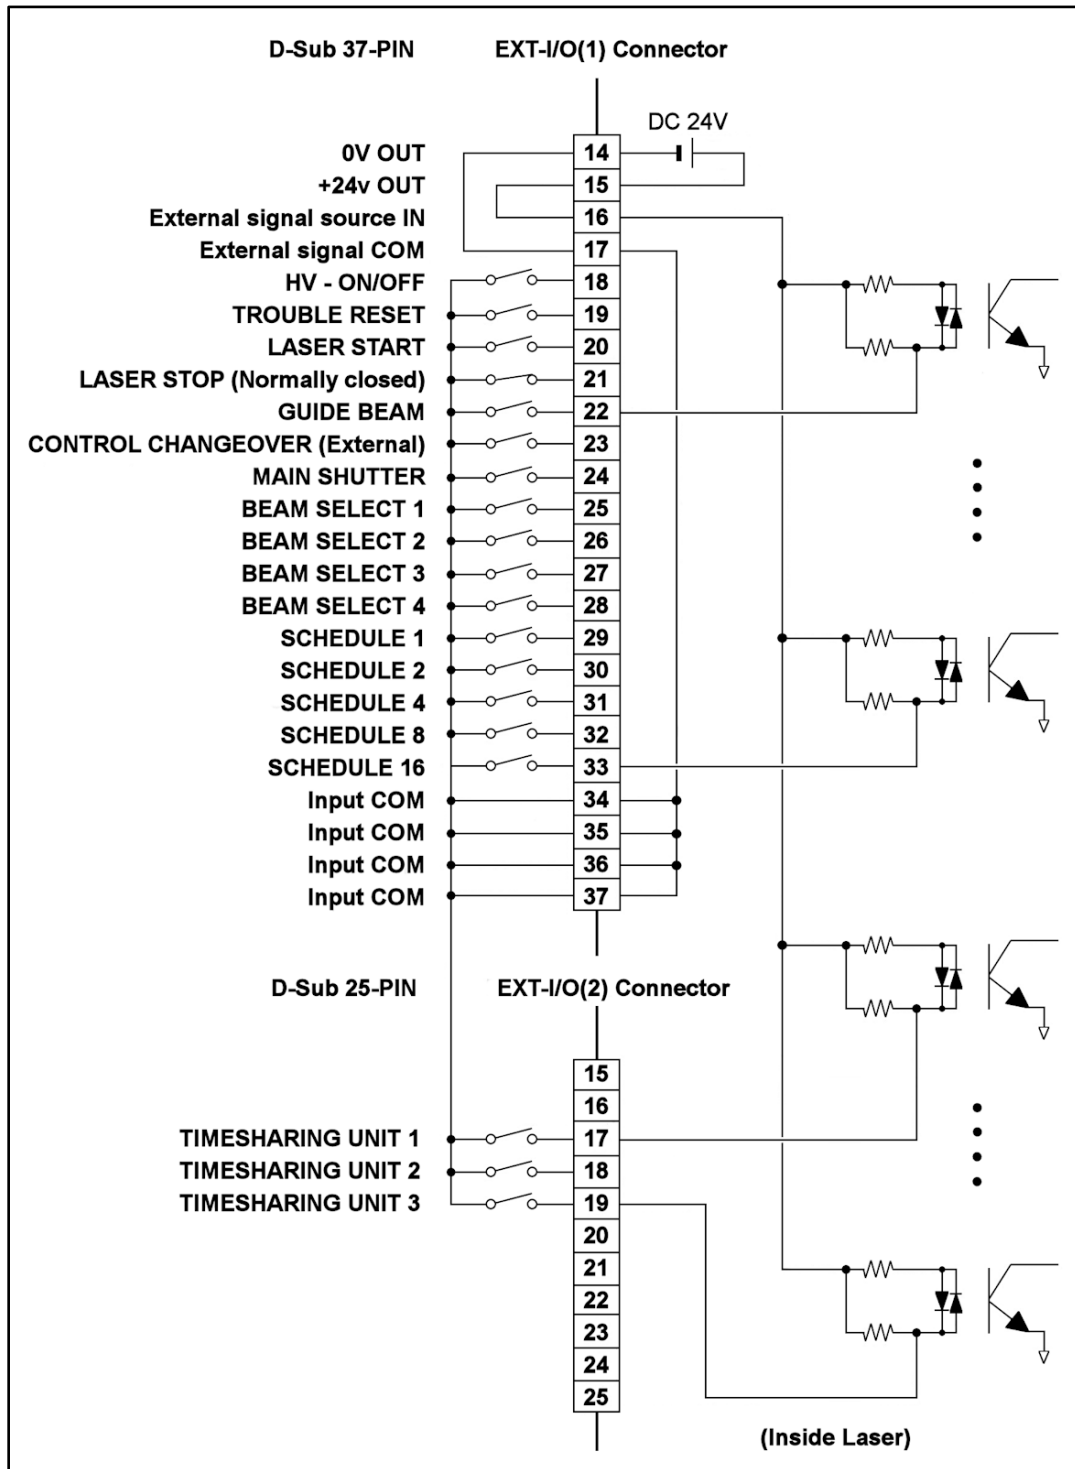 D-Sub 37-PIN EXT-I/O(1) Connector
DC 24V
0V OUT 14
+24v OUT 15
External signal source IN 16
External signal COM 17
HV - ON/OFF 18
TROUBLE RESET 19
LASER START 20
LASER STOP (Normally closed) 21
GUIDE BEAM 22
CONTROL CHANGEOVER (External) 23
MAIN SHUTTER 24
BEAM SELECT 1 25
BEAM SELECT 2 26
BEAM SELECT 3 27
BEAM SELECT 4 28
SCHEDULE 1 29
SCHEDULE 2 30
SCHEDULE 4 31
SCHEDULE 8 32
SCHEDULE 16 33
Input COM 34
Input COM 35
Input COM 36
Input COM 37
D-Sub 25-PIN EXT-I/O(2) Connector
15
16
TIMESHARING UNIT 1 17
TIMESHARING UNIT 2 18
TIMESHARING UNIT 3 19
20
21
22
23
24
25
(Inside Laser)